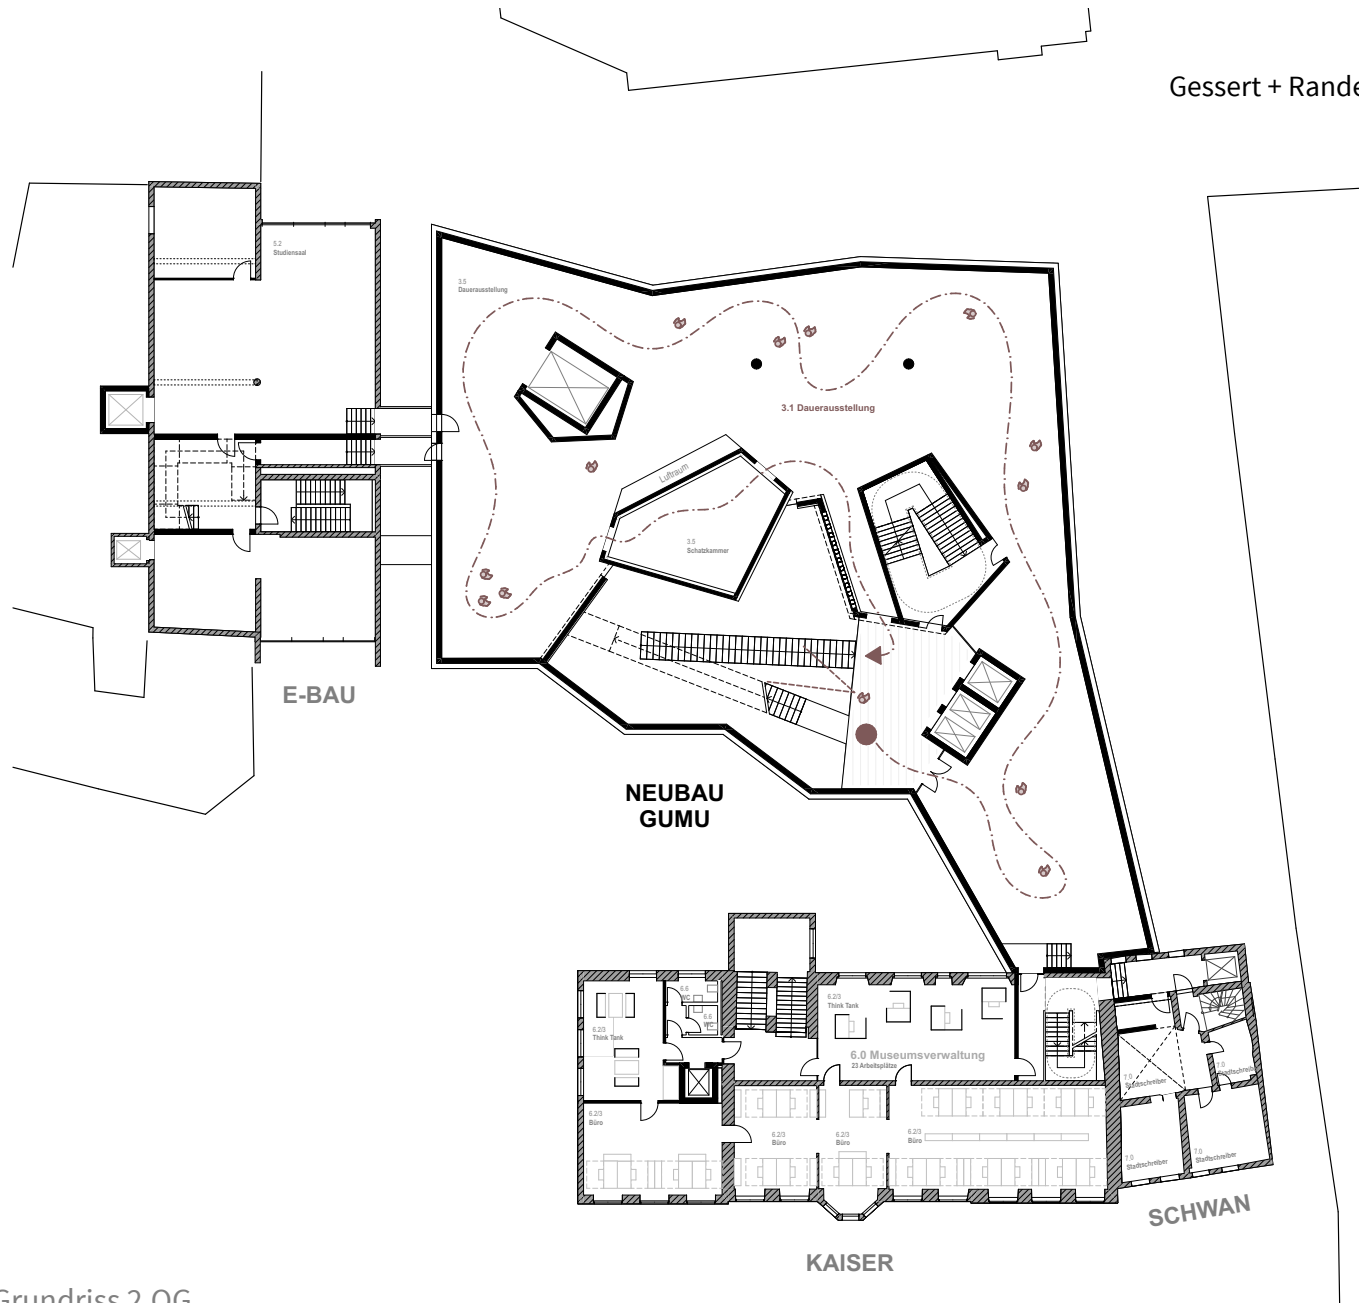 Gessert + Rande
5.2
Studiensaal
3.5
Dauerausstellung
3.1 Dauerausstellung
Luftraum
3.5
Schatzkammer
E-BAU
NEUBAU
GUMU
6.6
WC
6.6
WC
6.2/3
Think Tank
6.2/3
Think Tank
6.0 Museumsverwaltung
23 Arbeitsplätze
6.2/3
Büro
6.2/3
Büro
6.2/3
Büro
6.2/3
Büro
7.0
Stadtschreiber
7.0
Stadtschreib
7.0
Stadtschreiber
7.0
Stadtschreiber
SCHWAN
KAISER
Grundriss 2.OG